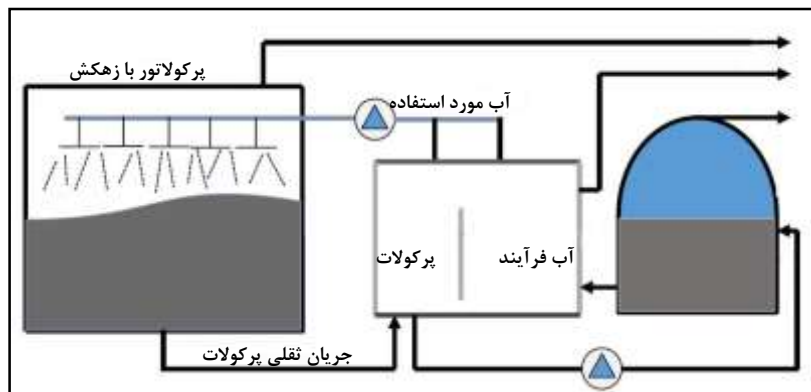 پرکولاتور با زهکش
آب مورد استفاده
پرکولات
آب فرآیند
جریان ثقلی پرکولات